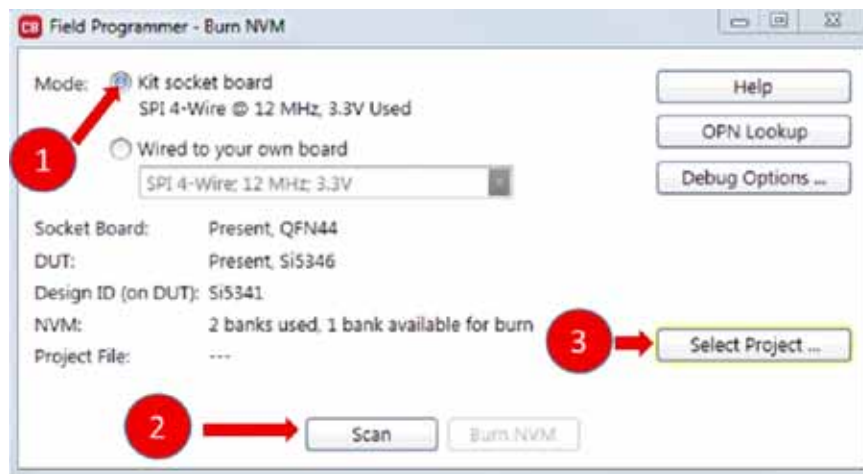 CB Field Programmer - Burn NVM
Mode: Kit socket board
SPI 4-Wire @ 12 MHz, 3.3V Used
Wired to your own board
SPI 4-Wire; 12 MHz; 3.3V
Help
OPN Lookup
Debug Options ...
Socket Board: Present, QFN44
DUT: Present, Si5346
Design ID (on DUT): Si5341
NVM: 2 banks used, 1 bank available for burn
Project File: ---
Select Project ...
Scan
Burn NVM
1
2
3